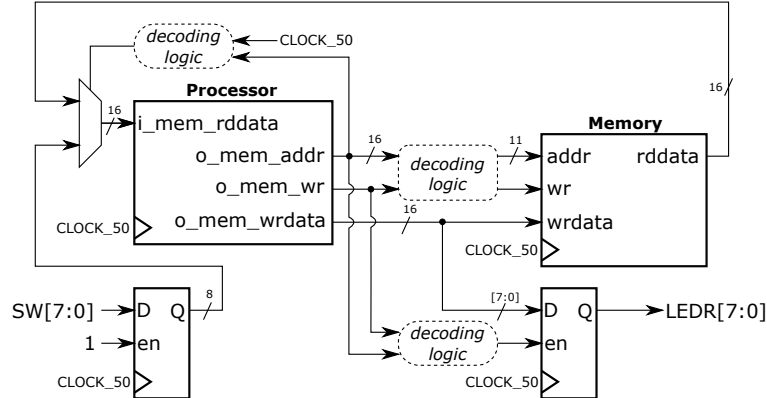 decoding
logic
CLOCK_50
16
Processor
16
i_mem_rddata
o_mem_addr
o_mem_wr
o_mem_wrdata
CLOCK_50
16
16
decoding
logic
11
Memory
addr
rddata
wr
wrdata
CLOCK_50
SW[7:0]
D
Q
8
1
en
CLOCK_50
decoding
logic
[7:0]
D
Q
LEDR[7:0]
en
CLOCK_50